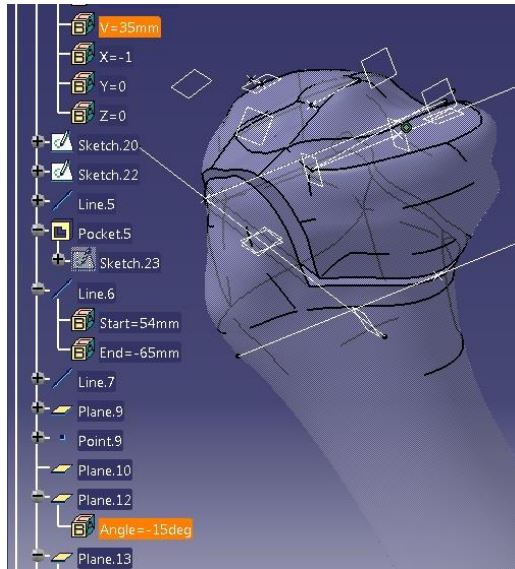 V=35mm
X=-1
Y=0
Z=0
Sketch.20
Sketch.22
Line.5
Pocket.5
Sketch.23
Line.6
Start=54mm
End=-65mm
Line.7
Plane.9
Point.9
Plane.10
Plane.12
Angle=-15deg
Plane.13